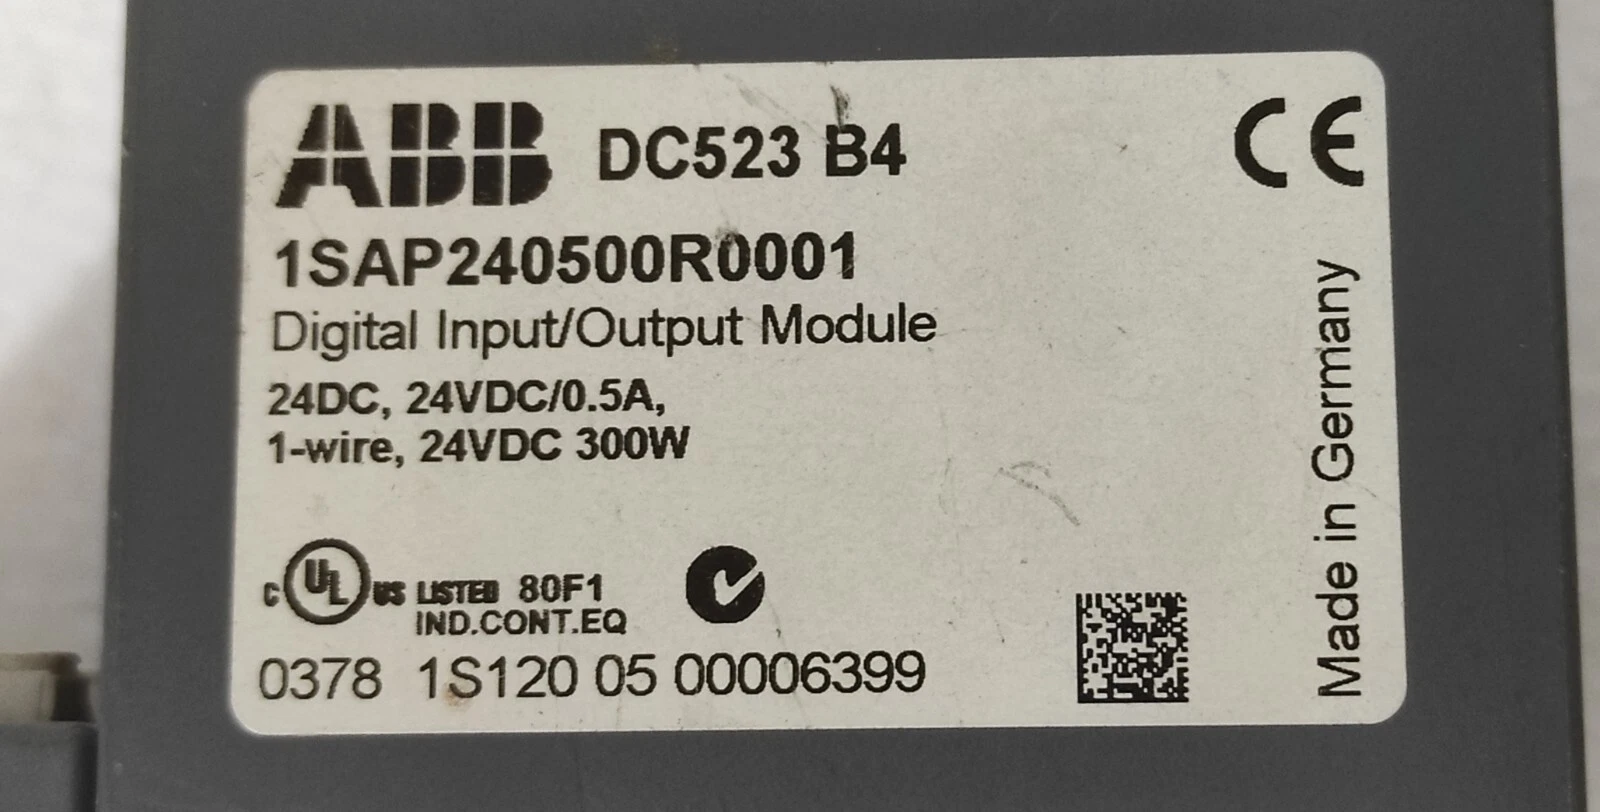 ABB DC523 B4
CE
1SAP240500R0001
Digital Input/Output Module
24DC, 24VDC/0.5A,
1-wire, 24VDC 300W
C UL US LISTED 80F1
IND.CONT.EQ
0378 1S120 05 00006399
Made in Germany